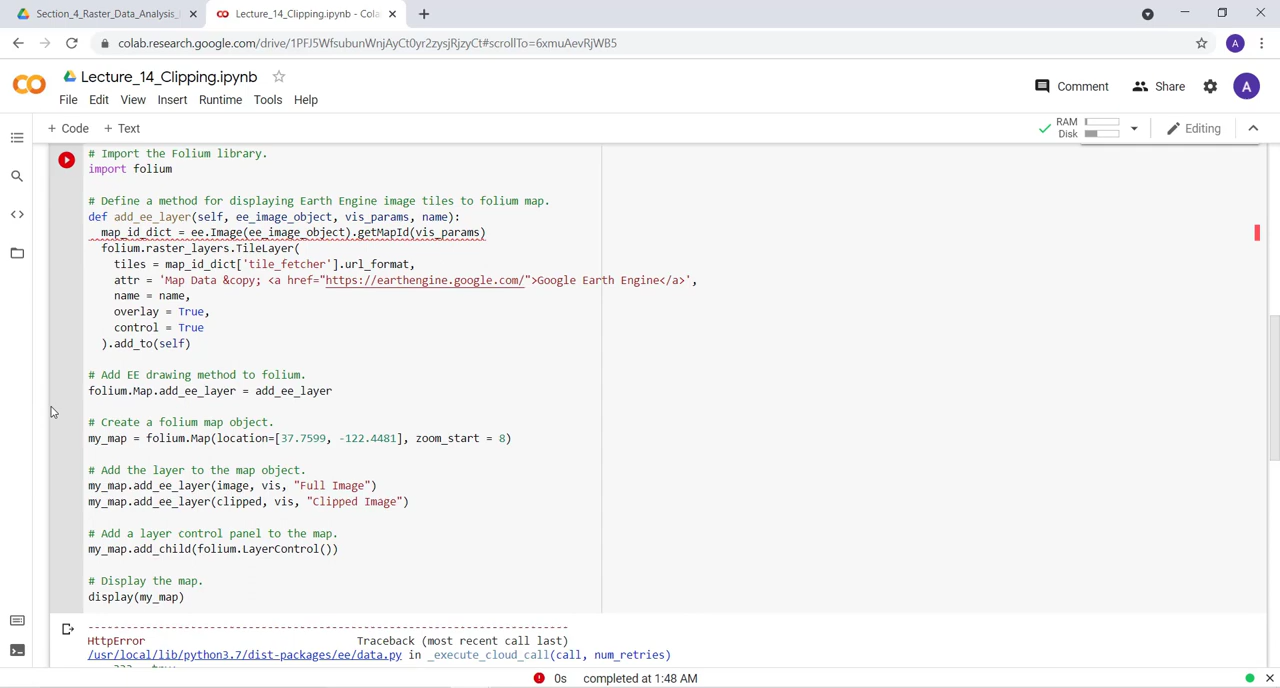 Section_4_Raster_Data_Analysis_
Lecture_14_Clipping.ipynb - Cola
colab.research.google.com/drive/1PFJ5WfsubunWnjAyCt0yr2zysjRjzyCt#scrollTo=6xmuAevRjWB5
A
Lecture_14_Clipping.ipynb
File Edit View Insert Runtime Tools Help
Comment Share A
+ Code + Text
RAM
Disk
Editing
# Import the Folium library.
import folium
# Define a method for displaying Earth Engine image tiles to folium map.
def add_ee_layer(self, ee_image_object, vis_params, name):
map_id_dict = ee.Image(ee_image_object).getMapId(vis_params)
folium.raster_layers.TileLayer(
tiles = map_id_dict['tile_fetcher'].url_format,
attr = 'Map Data &copy; <a href="https://earthengine.google.com/">Google Earth Engine</a>',
name = name,
overlay = True,
control = True
).add_to(self)
# Add EE drawing method to folium.
folium.Map.add_ee_layer = add_ee_layer
# Create a folium map object.
my_map = folium.Map(location=[37.7599, -122.4481], zoom_start = 8)
# Add the layer to the map object.
my_map.add_ee_layer(image, vis, "Full Image")
my_map.add_ee_layer(clipped, vis, "Clipped Image")
# Add a layer control panel to the map.
my_map.add_child(folium.LayerControl())
# Display the map.
display(my_map)
---------------------------------------------------------------------------
HttpError Traceback (most recent call last)
/usr/local/lib/python3.7/dist-packages/ee/data.py in _execute_cloud_call(call, num_retries)
0s completed at 1:48 AM